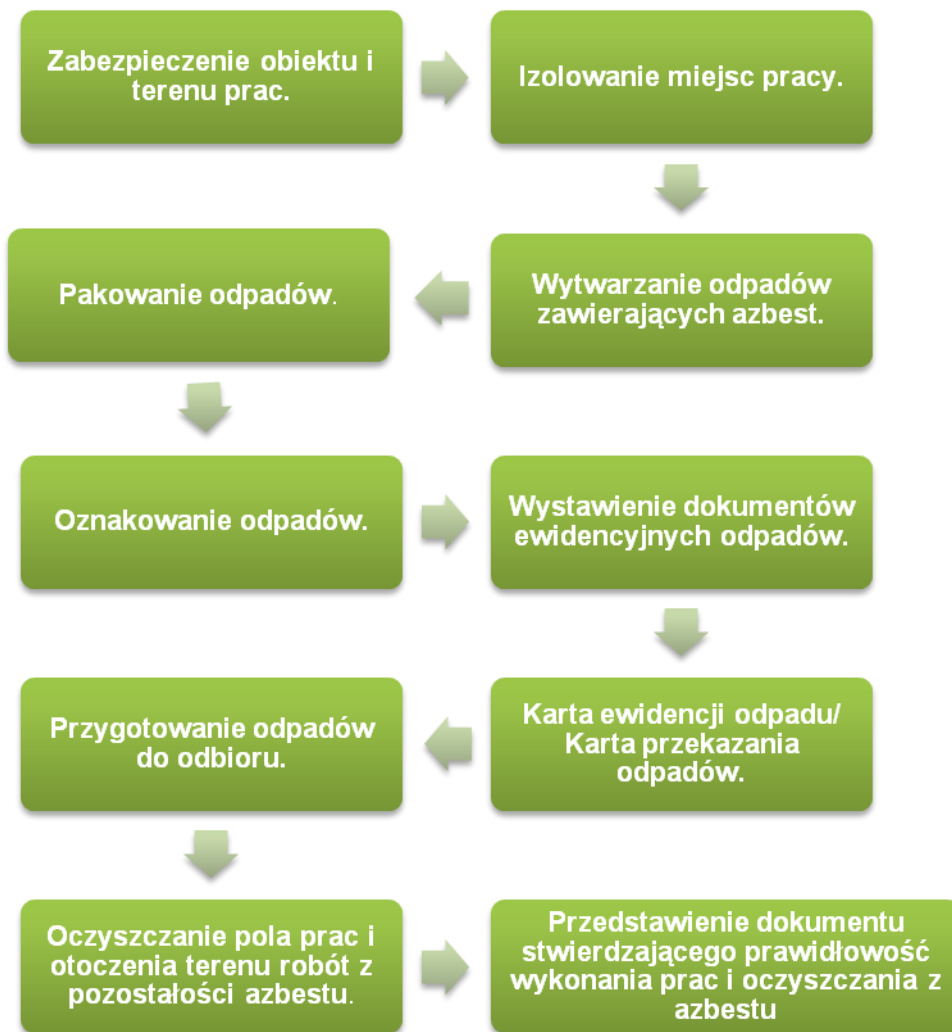 Zabezpieczenie obiektu i
terenu prac.
Izolowanie miejsc pracy.
Wytwarzanie odpadów
zawierających azbest.
Pakowanie odpadów.
Oznakowanie odpadów.
Wystawienie dokumentów
ewidencyjnych odpadów.
Karta ewidencji odpadu/
Karta przekazania
odpadów.
Przygotowanie odpadów
do odbioru.
Oczyszczanie pola prac i
otoczenia terenu robót z
pozostałości azbestu.
Przedstawienie dokumentu
stwierdzającego prawidłowość
wykonania prac i oczyszczania z
azbestu